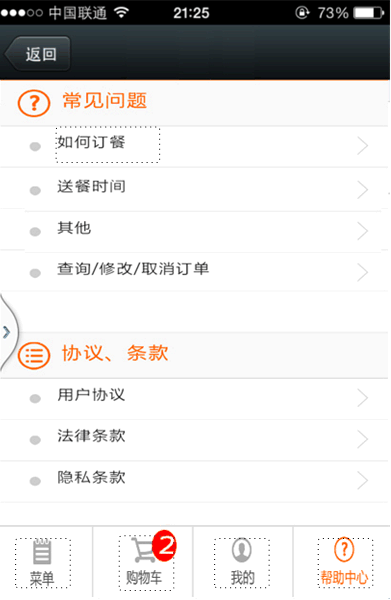 中国联通 21:25 73%
返回
? 常见问题
如何订餐
送餐时间
其他
查询/修改/取消订单
协议、条款
用户协议
法律条款
隐私条款
2 ?
菜单 购物车 我的 帮助中心